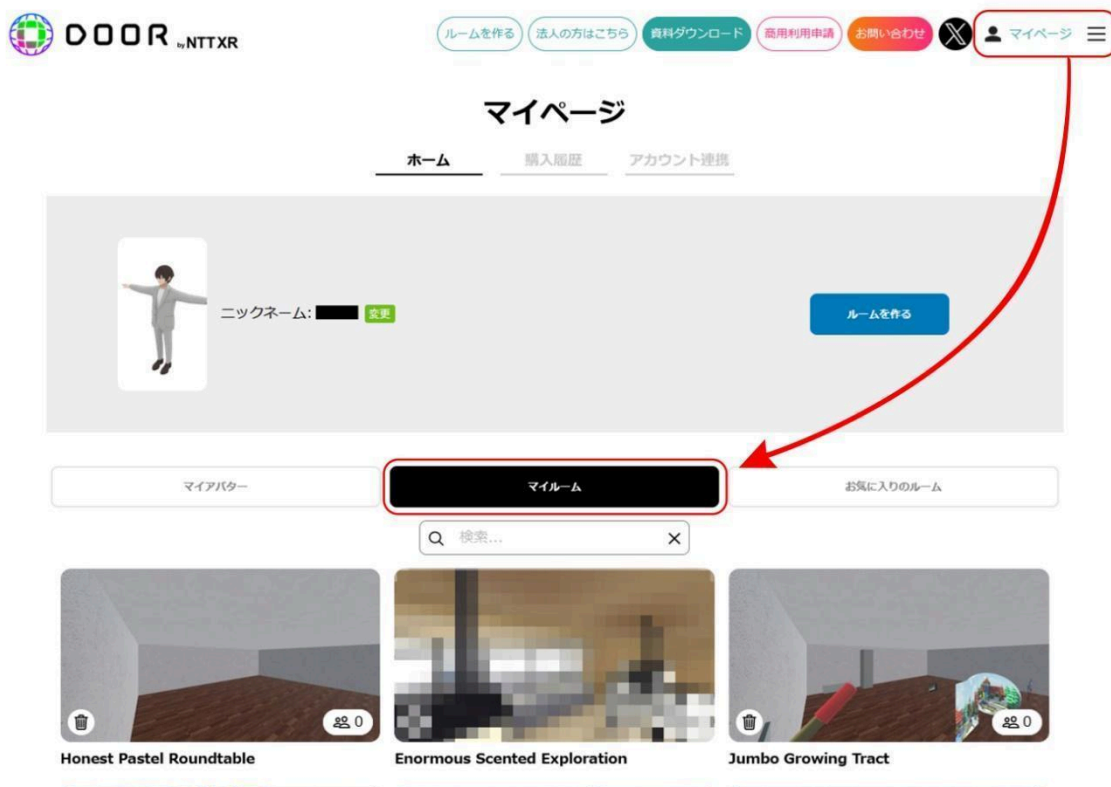 DOOR by NTT XR
ルームを作る 法人の方はこちら 資料ダウンロード 商用利用申請 お問い合わせ X マイページ
マイページ
ホーム 購入履歴 アカウント連携
ニックネーム: 変更
ルームを作る
マイアバター マイルーム お気に入りのルーム
検索...
0 0
Honest Pastel Roundtable Enormous Scented Exploration Jumbo Growing Tract